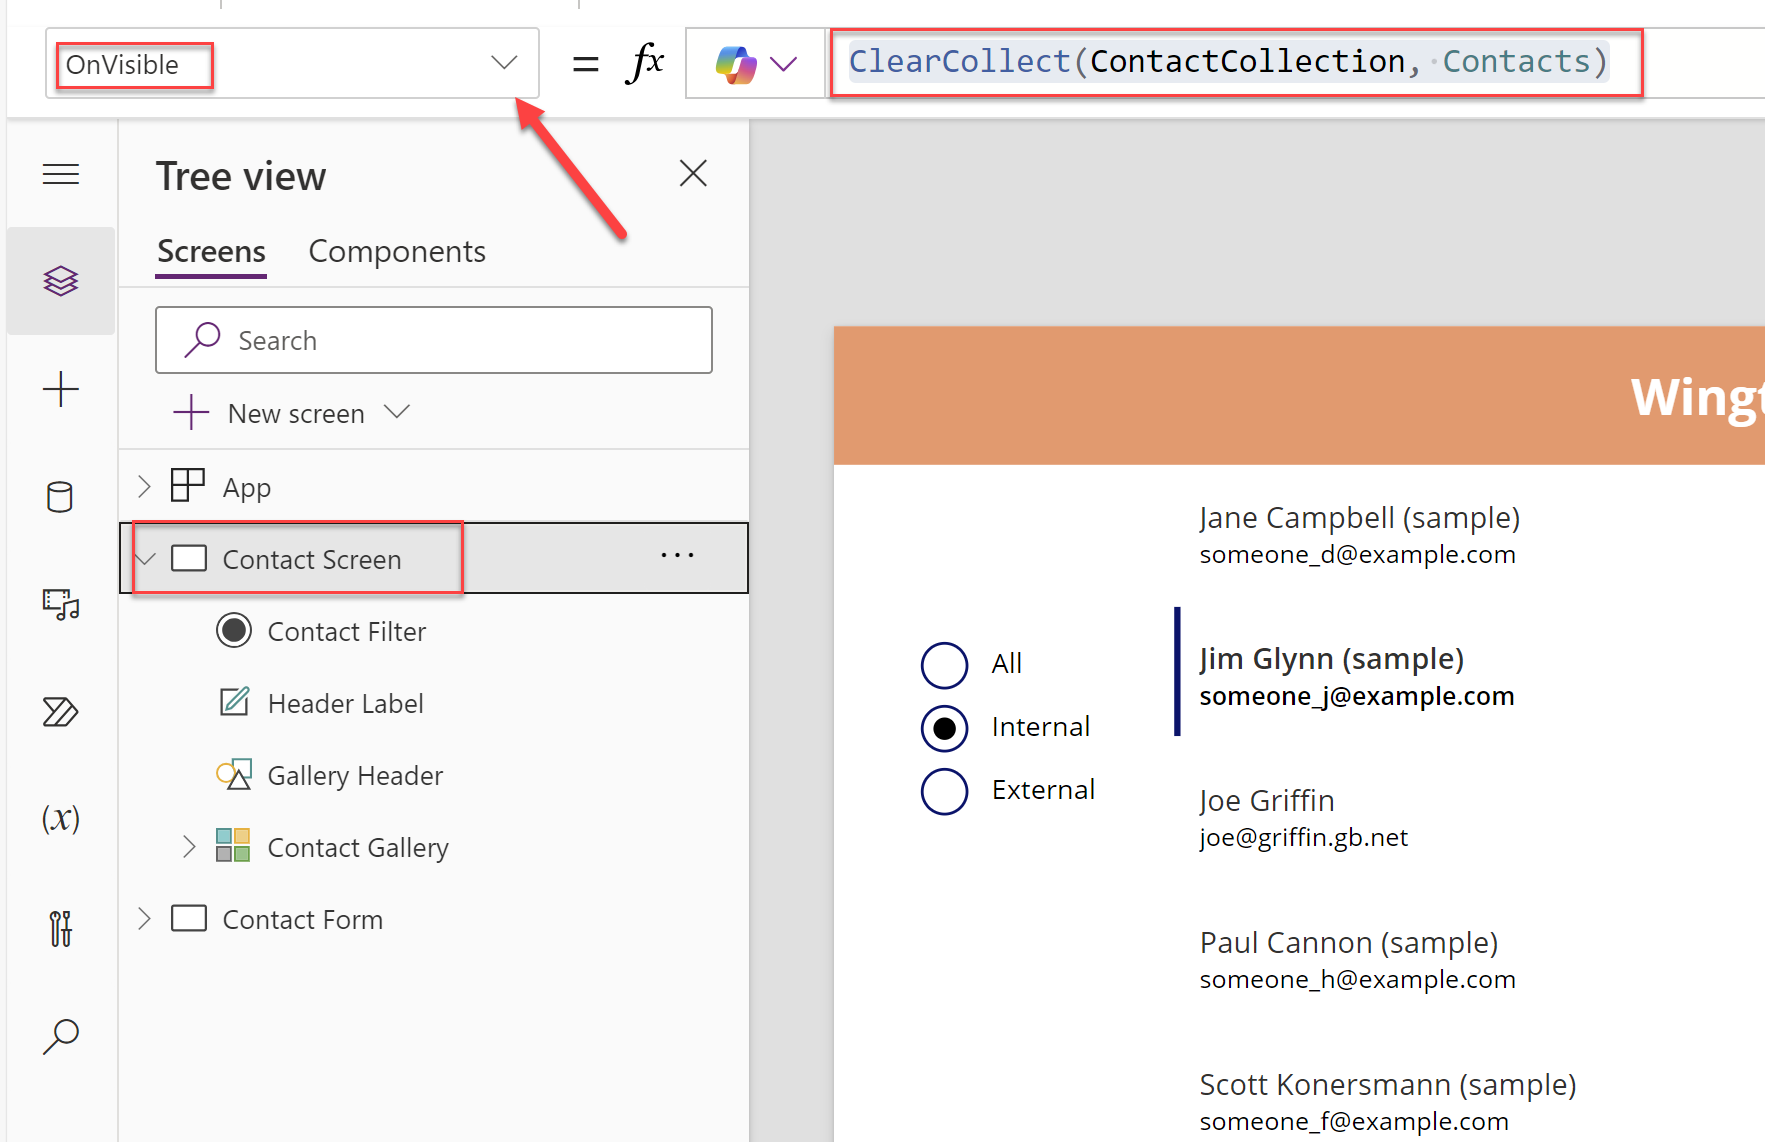 OnVisible
= fx
ClearCollect(ContactCollection, Contacts)
Tree view
Screens
Components
Search
New screen
App
Contact Screen
...
Contact Filter
Header Label
Gallery Header
Contact Gallery
Contact Form
(x)
All
Internal
External
Jane Campbell (sample)
someone_d@example.com
Jim Glynn (sample)
someone_j@example.com
Joe Griffin
joe@griffin.gb.net
Paul Cannon (sample)
someone_h@example.com
Scott Konersmann (sample)
someone_f@example.com